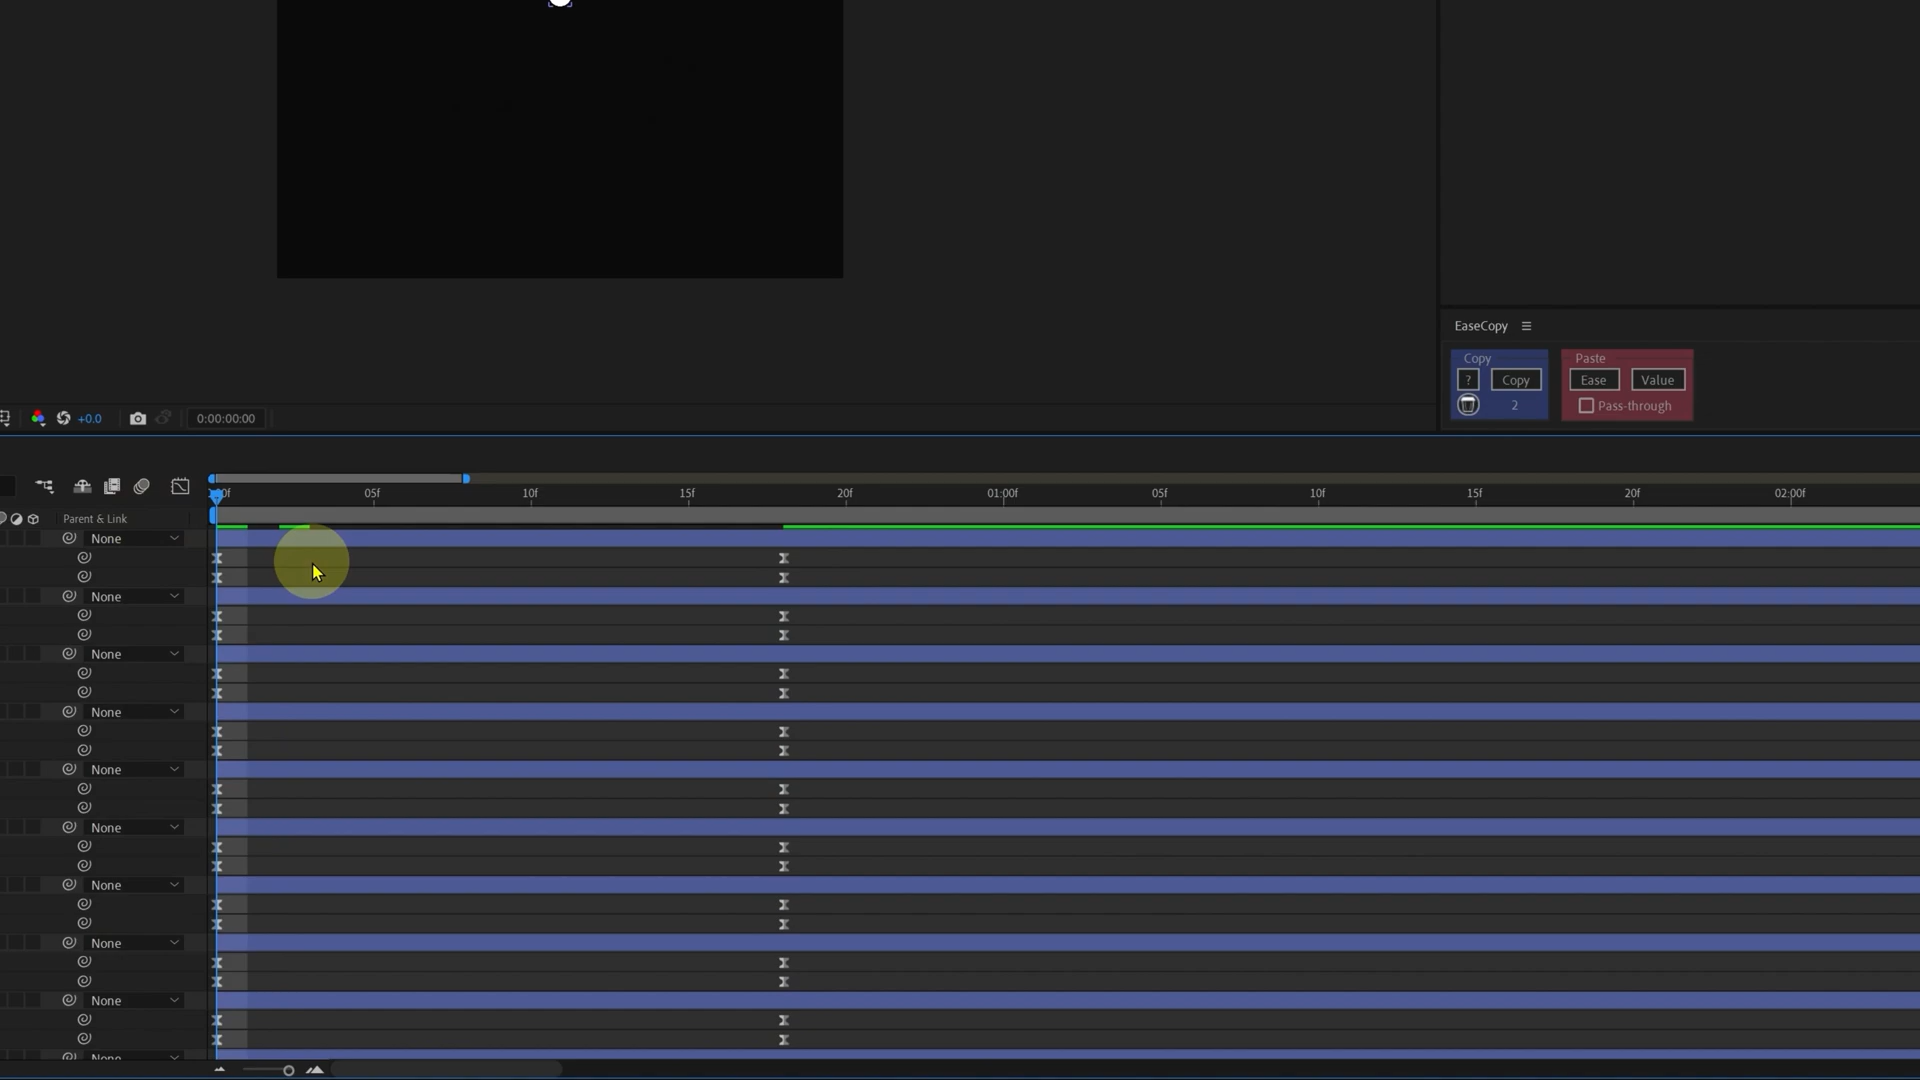 EaseCopy
Copy
Paste
? Copy Ease Value
2 Pass-through
+0.0 0:00:00:00
05f 10f 15f 20f 01:00f 05f 10f 15f 20f 02:00f
Parent & Link
None
None
None
None
None
None
None
None
None
None